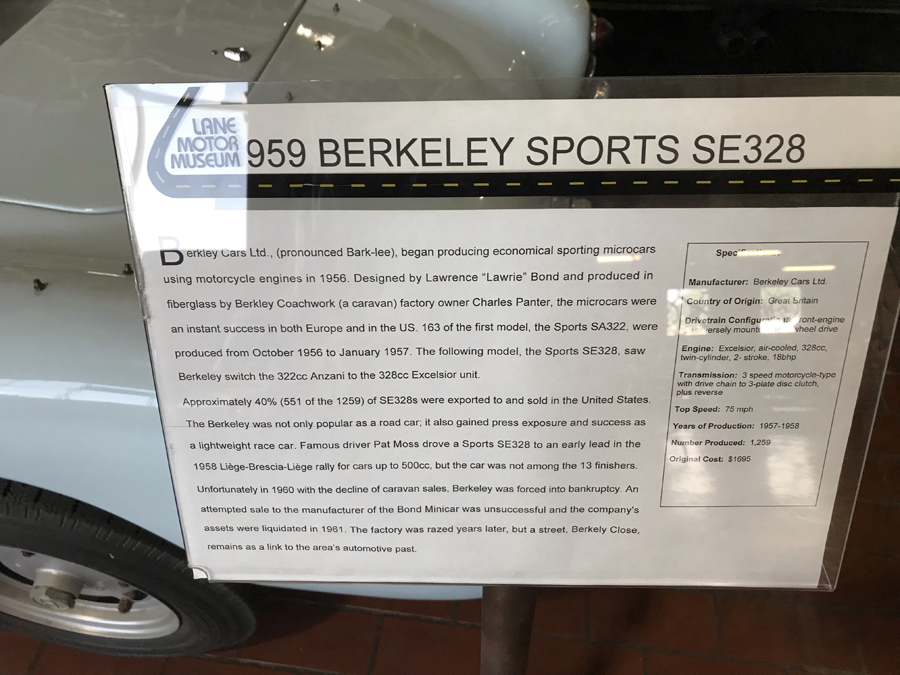 LANE
MOTOR
MUSEUM
959 BERKELEY SPORTS SE328
Berkley Cars Ltd., (pronounced Bark-lee), began producing economical sporting microcars
using motorcycle engines in 1956. Designed by Lawrence “Lawrie” Bond and produced in
fiberglass by Berkley Coachwork (a caravan) factory owner Charles Panter, the microcars were
an instant success in both Europe and in the US. 163 of the first model, the Sports SA322, were
produced from October 1956 to January 1957. The following model, the Sports SE328, saw
Berkeley switch the 322cc Anzani to the 328cc Excelsior unit.
Approximately 40% (551 of the 1259) of SE328s were exported to and sold in the United States.
The Berkeley was not only popular as a road car; it also gained press exposure and success as
a lightweight race car. Famous driver Pat Moss drove a Sports SE328 to an early lead in the
1958 Liège-Brescia-Liège rally for cars up to 500cc, but the car was not among the 13 finishers.
Unfortunately in 1960 with the decline of caravan sales, Berkeley was forced into bankruptcy. An
attempted sale to the manufacturer of the Bond Minicar was unsuccessful and the company's
assets were liquidated in 1961. The factory was razed years later, but a street, Berkely Close,
remains as a link to the area's automotive past.
Manufacturer: Berkeley Cars Ltd.
Country of Origin: Great Britain
Drivetrain front-engine
wheel drive
Engine: Excelsior, air-cooled, 328cc,
twin-cylinder, 2- stroke, 18bhp
Transmission: 3 speed motorcycle-type
with drive chain to 3-plate disc clutch,
plus reverse
Top Speed: 75 mph
Years of Production: 1957-1958
Number Produced: 1,259
Original Cost: $1695